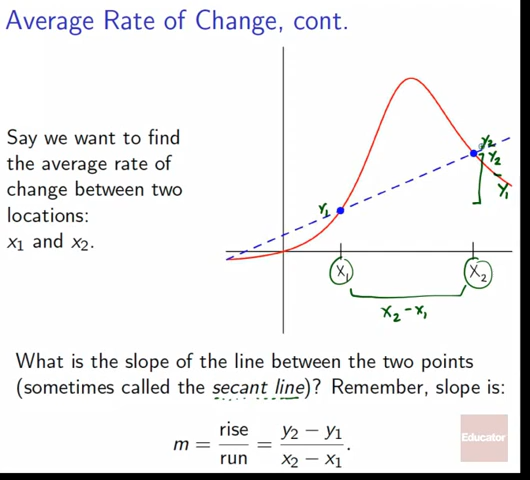 Average Rate of Change, cont.
Say we want to find
the average rate of
change between two
locations:
x₁ and x₂.
y₁
y₂
y₂ - y₁
x₁
x₂
x₂ - x₁
What is the slope of the line between the two points
(sometimes called the secant line)? Remember, slope is:
m = rise/run = y₂ − y₁/x₂ − x₁.
Educator